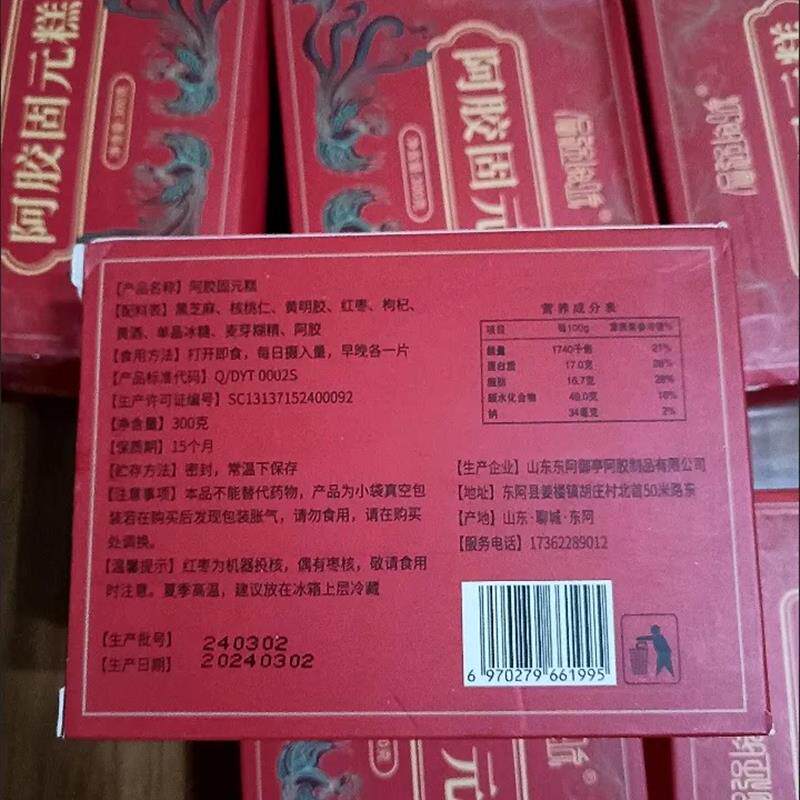 阿胶固元糕
阿胶固元
【产品名称】阿胶固元糕
【配料表】黑芝麻、核桃仁、黄明胶、红枣、枸杞、
黄酒、单晶冰糖、麦芽糊精、阿胶
【食用方法】打开即食，每日摄入量，早晚各一片
【产品标准代码】Q/DYT 0002S
【生产许可证编号】SC13137152400092
【净含量】300克
【保质期】15个月
【贮存方法】密封，常温下保存
【注意事项】本品不能替代药物，产品为小袋真空包
装若在购买后发现包装胀气，请勿食用，请在购买
处调换。
【温馨提示】红枣为机器投核，偶有枣核，敬请食用
时注意。夏季高温，建议放在冰箱上层冷藏
【生产批号】 240302
【生产日期】 20240302
营养成分表
项目 每100g 营养素参考值%
能量 1740千焦 21%
蛋白质 17.0克 28%
脂肪 16.7克 28%
碳水化合物 49.0克 16%
钠 34毫克 2%
【生产企业】山东东阿御亭阿胶制品有限公司
【地址】东阿县姜楼镇胡庄村北首50米路东
【产地】山东·聊城·东阿
【服务电话】17362289012
6 970279 661995
元